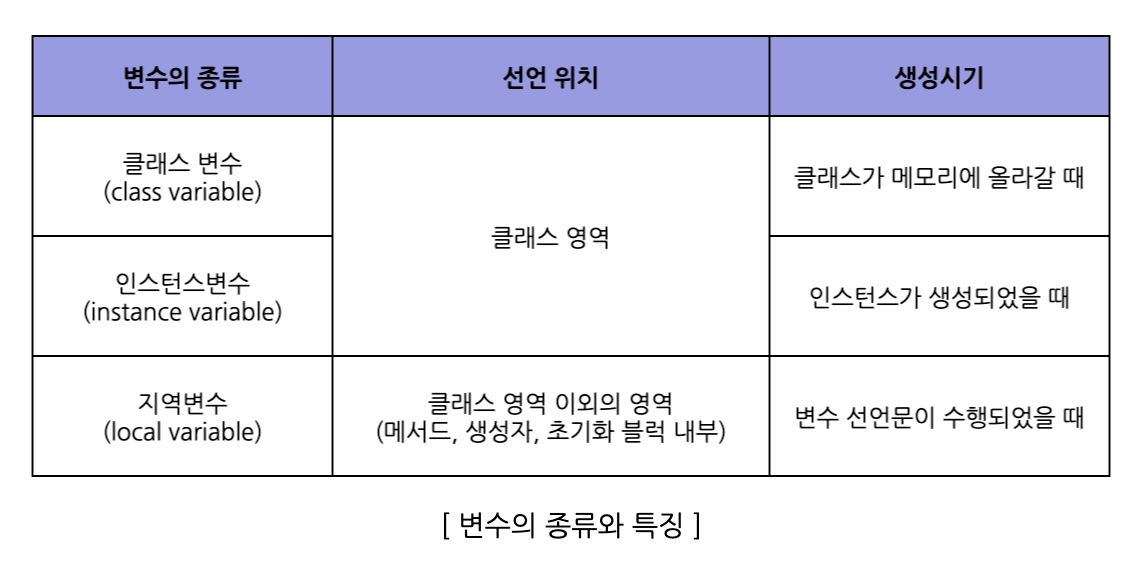 변수의 종류
선언 위치
생성시기
클래스 변수
(class variable)
클래스 영역
클래스가 메모리에 올라갈 때
인스턴스변수
(instance variable)
인스턴스가 생성되었을 때
지역변수
(local variable)
클래스 영역 이외의 영역
(메서드, 생성자, 초기화 블럭 내부)
변수 선언문이 수행되었을 때
[ 변수의 종류와 특징 ]